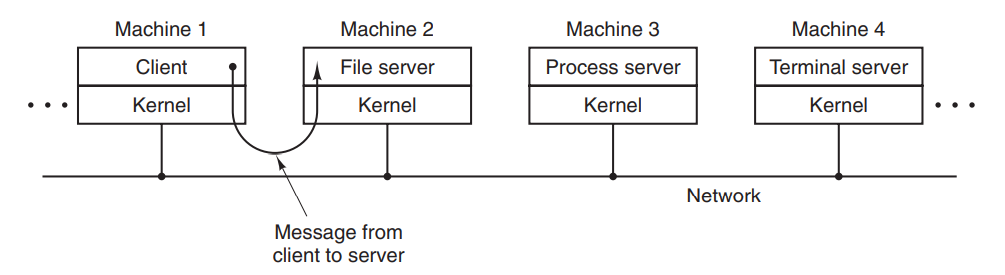 Machine 1
Machine 2
Machine 3
Machine 4
Client
File server
Process server
Terminal server
Kernel
Kernel
Kernel
Kernel
Network
Message from
client to server